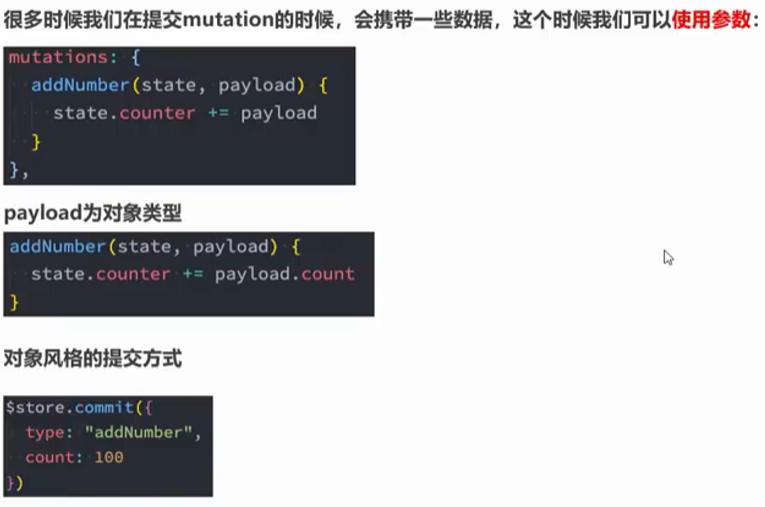 很多时候我们在提交mutation的时候，会携带一些数据，这个时候我们可以使用参数：
mutations: {
  addNumber(state, payload) {
    state.counter += payload
  }
},
payload为对象类型
addNumber(state, payload) {
  state.counter += payload.count
}
对象风格的提交方式
$store.commit({
  type: "addNumber",
  count: 100
})